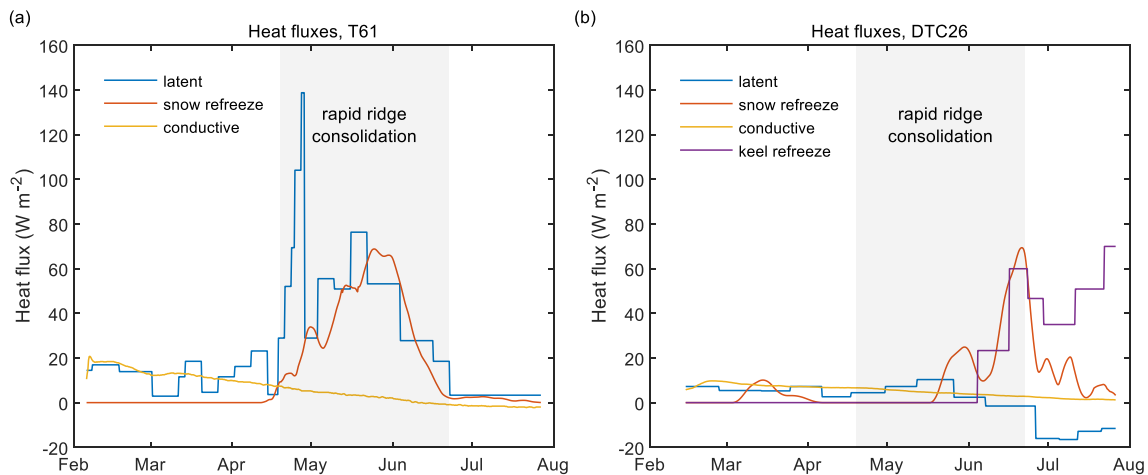 (a)
Heat fluxes, T61
Heat flux (W m⁻²)
160
140
120
100
80
60
40
20
0
-20
latent
snow refreeze
conductive
rapid ridge
consolidation
Feb Mar Apr May Jun Jul Aug
(b)
Heat fluxes, DTC26
Heat flux (W m⁻²)
160
140
120
100
80
60
40
20
0
-20
latent
snow refreeze
conductive
keel refreeze
rapid ridge
consolidation
Feb Mar Apr May Jun Jul Aug